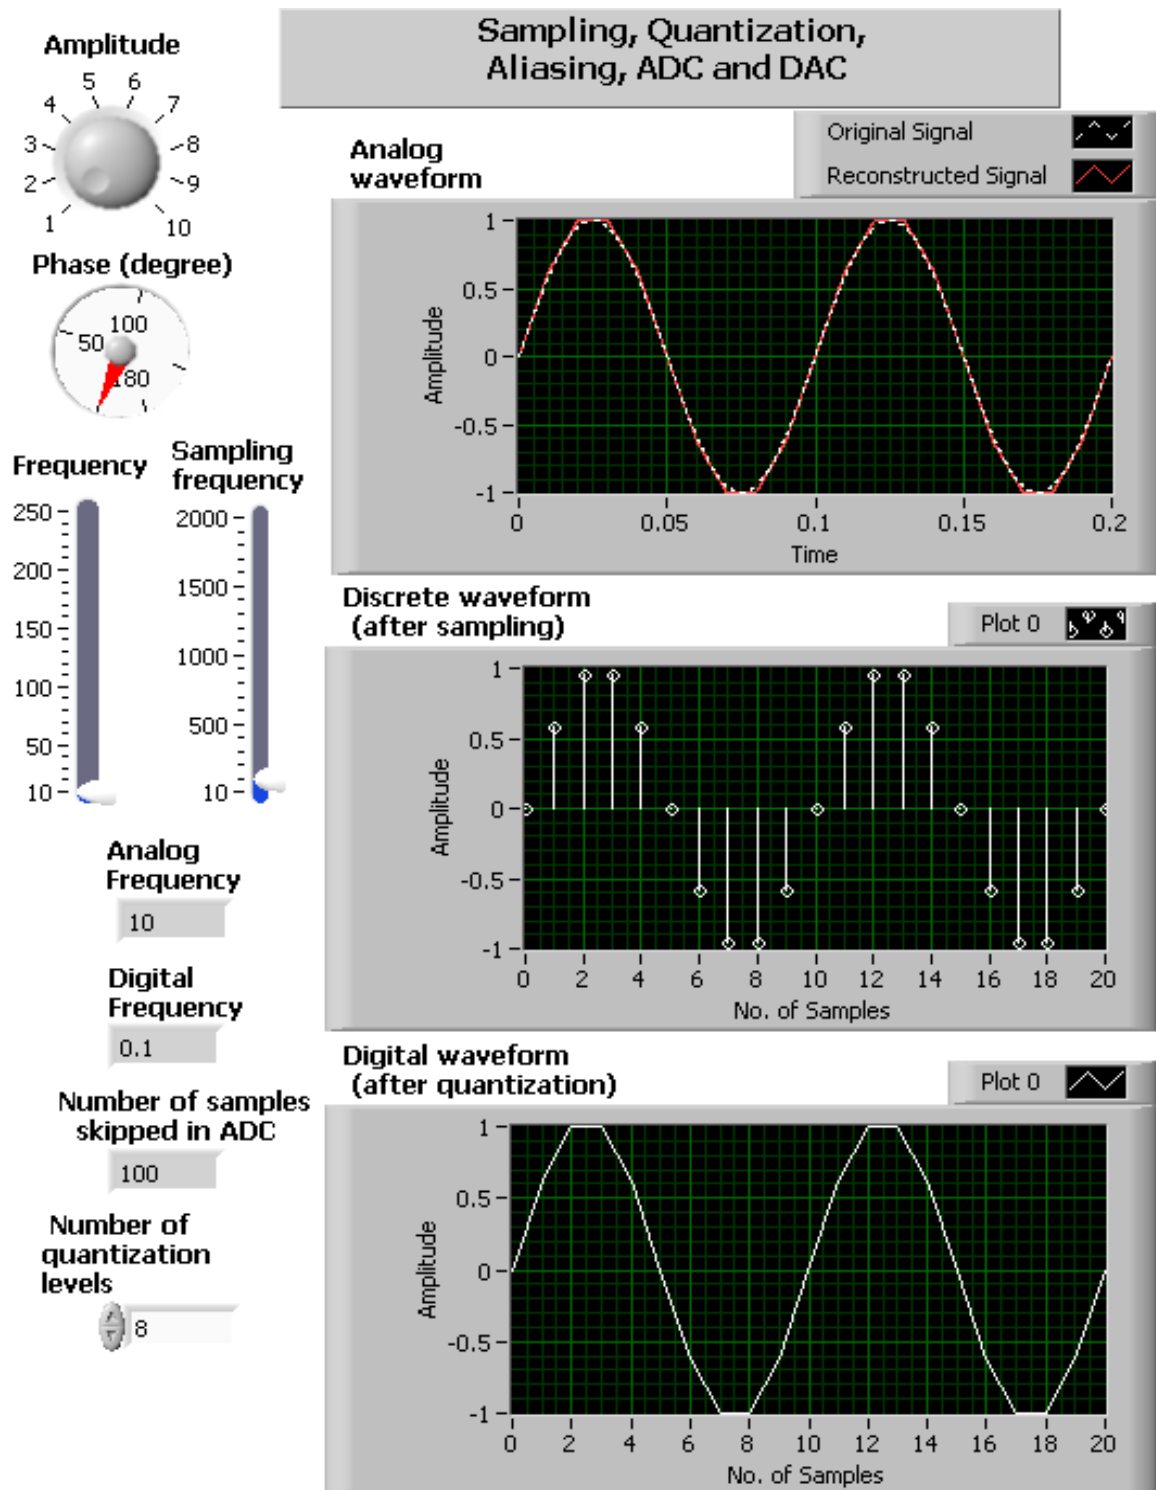 Sampling, Quantization,
Aliasing, ADC and DAC
Amplitude
1
2
3
4
5
6
7
8
9
10
Phase (degree)
50
100
180
Frequency
250
200
150
100
50
10
Sampling
frequency
2000
1500
1000
500
10
Analog
Frequency
10
Digital
Frequency
0.1
Number of samples
skipped in ADC
100
Number of
quantization
levels
8
Analog
waveform
Original Signal
Reconstructed Signal
Amplitude
1
0.5
0
-0.5
-1
0 0.05 0.1 0.15 0.2
Time
Discrete waveform
(after sampling)
Plot 0
Amplitude
1
0.5
0
-0.5
-1
0 2 4 6 8 10 12 14 16 18 20
No. of Samples
Digital waveform
(after quantization)
Plot 0
Amplitude
1
0.5
0
-0.5
-1
0 2 4 6 8 10 12 14 16 18 20
No. of Samples